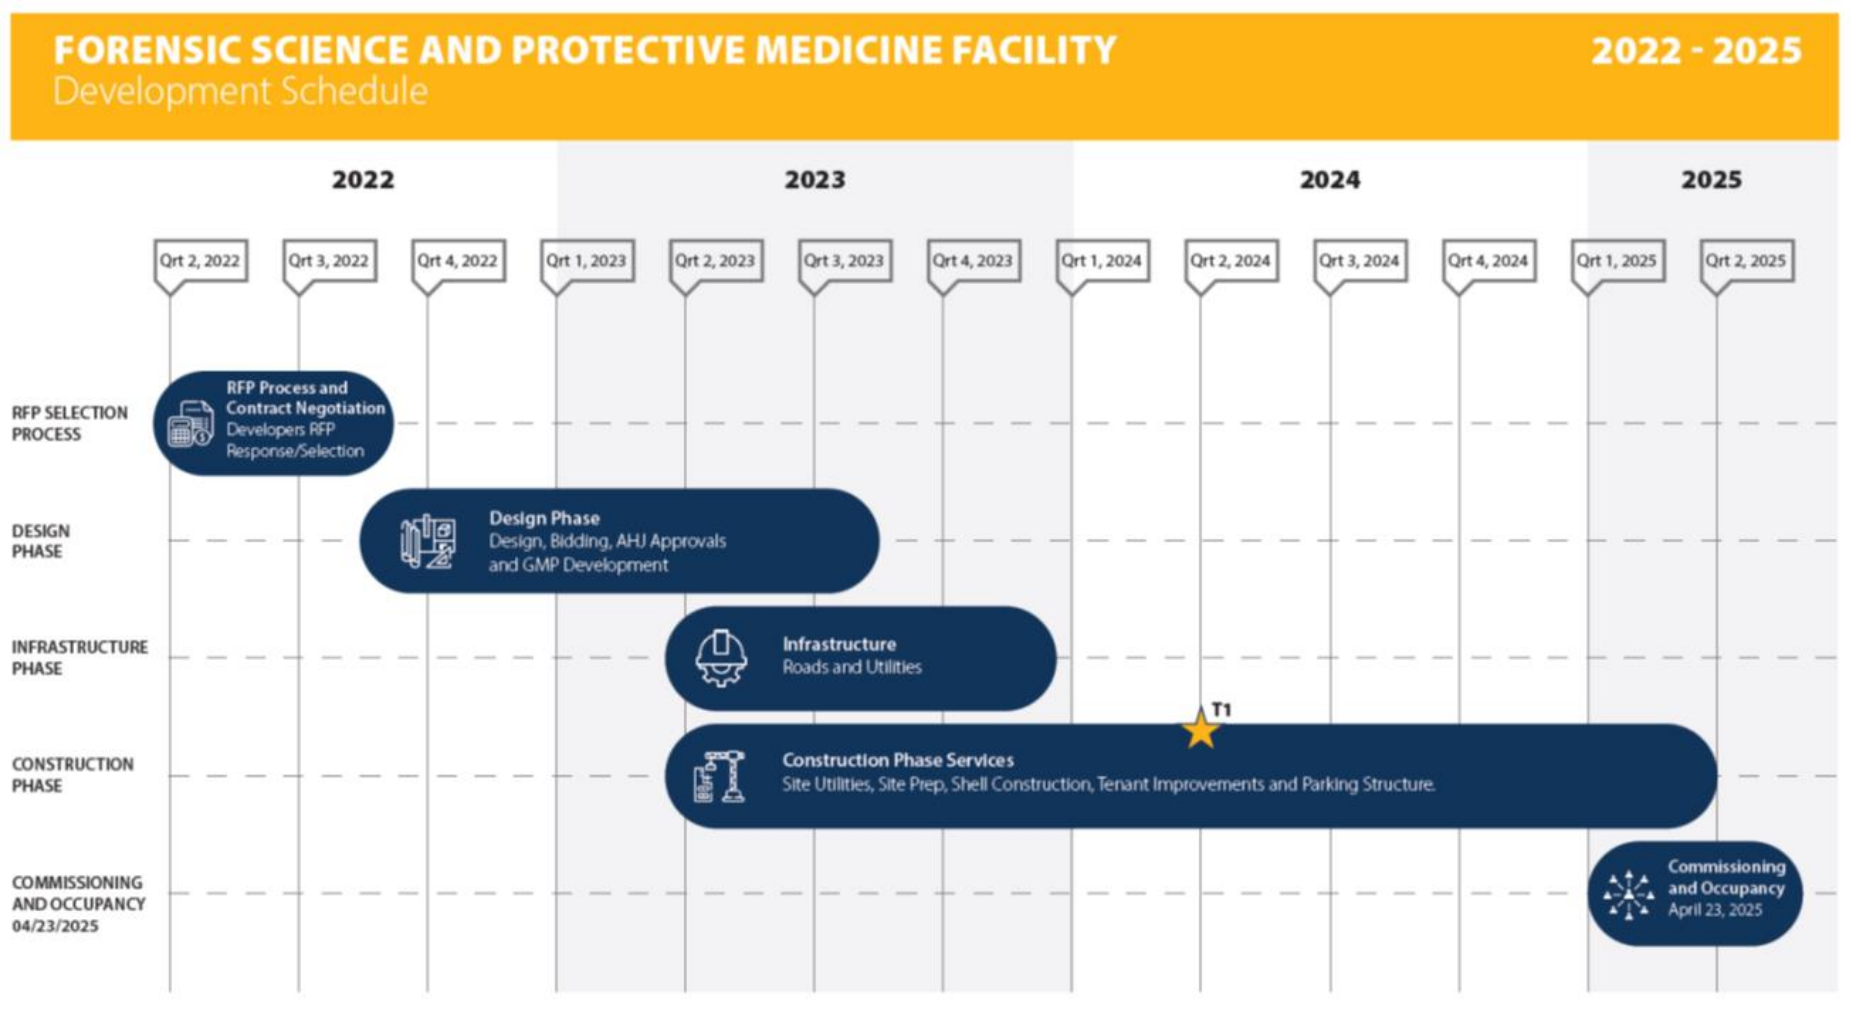 FORENSIC SCIENCE AND PROTECTIVE MEDICINE FACILITY
2022 - 2025
Development Schedule
2022
2023
2024
2025
Qrt 2, 2022
Qrt 3, 2022
Qrt 4, 2022
Qrt 1, 2023
Qrt 2, 2023
Qrt 3, 2023
Qrt 4, 2023
Qrt 1, 2024
Qrt 2, 2024
Qrt 3, 2024
Qrt 4, 2024
Qrt 1, 2025
Qrt 2, 2025
RFP SELECTION
PROCESS
RFP Process and
Contract Negotiation
Developers RFP
Response/Selection
DESIGN
PHASE
Design Phase
Design, Bidding, AHJ Approvals
and GMP Development
INFRASTRUCTURE
PHASE
Infrastructure
Roads and Utilities
T1
CONSTRUCTION
PHASE
Construction Phase Services
Site Utilities, Site Prep, Shell Construction, Tenant Improvements and Parking Structure.
COMMISSIONING
AND OCCUPANCY
04/23/2025
Commissioning
and Occupancy
April 23, 2025